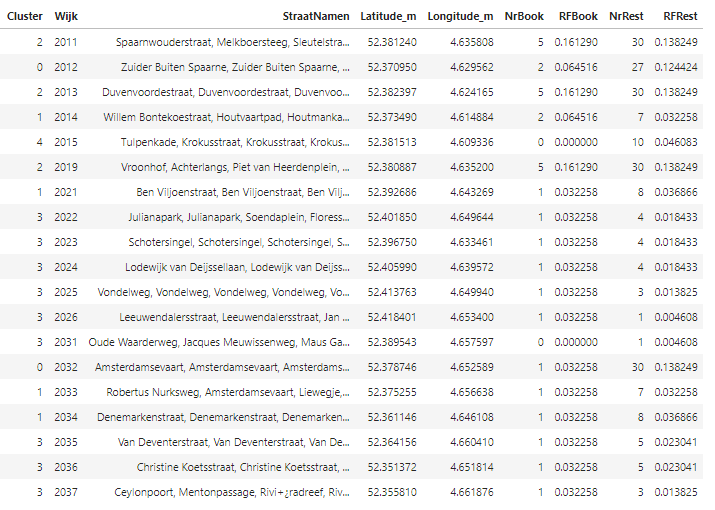 Cluster Wijk StraatNamen Latitude_m Longitude_m NrBook RFBook NrRest RFRest
2 2011 Spaarnwouderstraat, Melkboersteeg, Sleutelstra... 52.381240 4.635808 5 0.161290 30 0.138249
0 2012 Zuider Buiten Spaarne, Zuider Buiten Spaarne, ... 52.370950 4.629562 2 0.064516 27 0.124424
2 2013 Duvenvoordestraat, Duvenvoordestraat, Duvenvoo... 52.382397 4.624165 5 0.161290 30 0.138249
1 2014 Willem Bontekoestraat, Houtvaartpad, Houtmanka... 52.373490 4.614884 2 0.064516 7 0.032258
4 2015 Tulpenkade, Krokusstraat, Krokusstraat, Krokus... 52.381513 4.609336 0 0.000000 10 0.046083
2 2019 Vroonhof, Achterlangs, Piet van Heerdenplein, ... 52.380887 4.635200 5 0.161290 30 0.138249
1 2021 Ben Viljoenstraat, Ben Viljoenstraat, Ben Vilj... 52.392686 4.643269 1 0.032258 8 0.036866
3 2022 Julianapark, Julianapark, Soendaplein, Floress... 52.401850 4.649644 1 0.032258 4 0.018433
3 2023 Schotersingel, Schotersingel, Schotersingel, S... 52.396750 4.633461 1 0.032258 4 0.018433
3 2024 Lodewijk van Deijssellaan, Lodewijk van Deijss... 52.405990 4.639572 1 0.032258 4 0.018433
3 2025 Vondelweg, Vondelweg, Vondelweg, Vondelweg, Vo... 52.413763 4.649940 1 0.032258 3 0.013825
3 2026 Leeuwendalersstraat, Leeuwendalersstraat, Jan ... 52.418401 4.653400 1 0.032258 1 0.004608
3 2031 Oude Waarderweg, Jacques Meuwissenweg, Maus Ga... 52.389543 4.657597 0 0.000000 1 0.004608
0 2032 Amsterdamsevaart, Amsterdamsevaart, Amsterdams... 52.378746 4.652589 1 0.032258 30 0.138249
1 2033 Robertus Nurksweg, Amsterdamsevaart, Liewegje,... 52.375255 4.656638 1 0.032258 7 0.032258
1 2034 Denemarkenstraat, Denemarkenstraat, Denemarken... 52.361146 4.646108 1 0.032258 8 0.036866
3 2035 Van Deventerstraat, Van Deventerstraat, Van De... 52.364156 4.660410 1 0.032258 5 0.023041
3 2036 Christine Koetsstraat, Christine Koetsstraat, ... 52.351372 4.651814 1 0.032258 5 0.023041
3 2037 Ceylonpoort, Mentonpassage, Rivi+¿radreef, Riv... 52.355810 4.661876 1 0.032258 3 0.013825